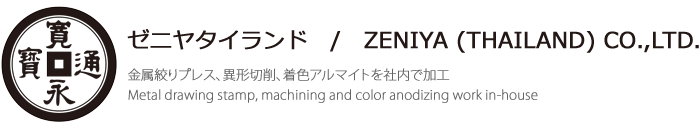 寛永通寳
ゼニヤタイランド / ZENIYA (THAILAND) CO.,LTD.
金属絞りプレス、異形切削、着色アルマイトを社内で加工
Metal drawing stamp, machining and color anodizing work in-house